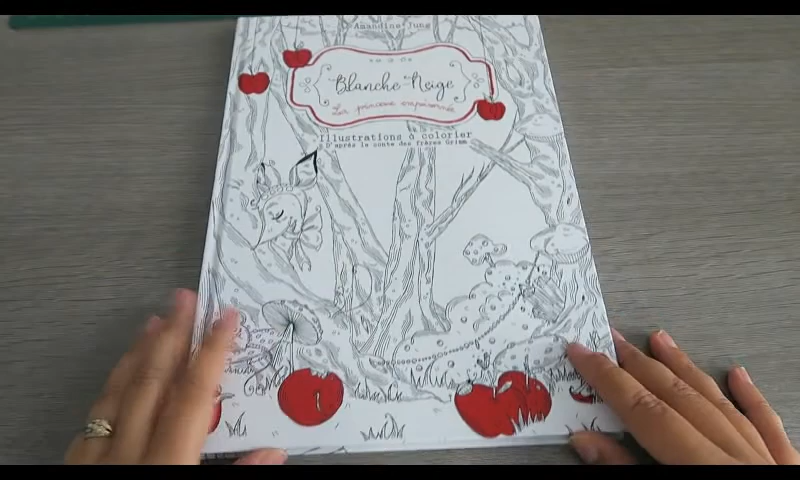 Amandine Jung
Blanche-Neige
La princesse empoisonnée
Illustrations à colorier
D'après le conte des frères Grimm